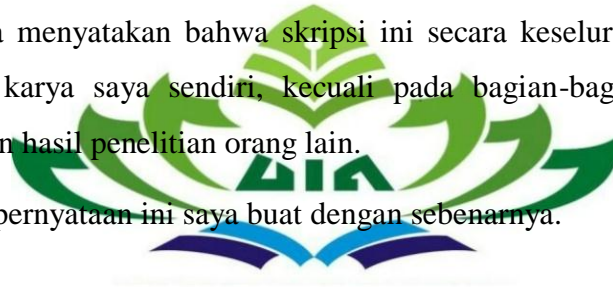 menyatakan bahwa skripsi ini secara keselur
karya saya sendiri, kecuali pada bagian-bag
n hasil penelitian orang lain.
UIN
pernyataan ini saya buat dengan sebenarnya.